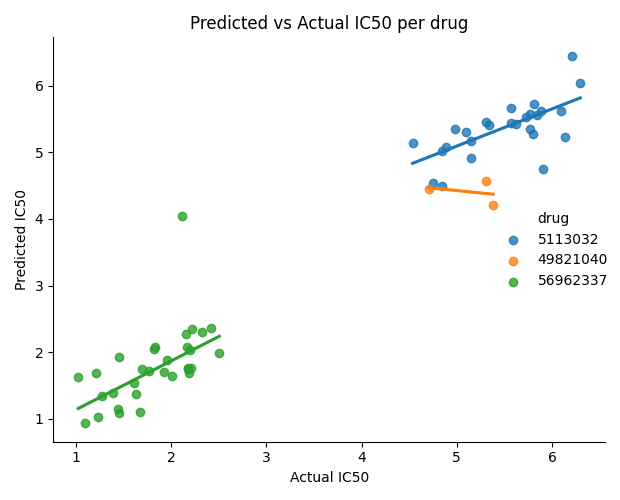 Predicted vs Actual IC50 per drug
Predicted IC50
6
5
4
3
2
1
drug
5113032
49821040
56962337
1 2 3 4 5 6
Actual IC50